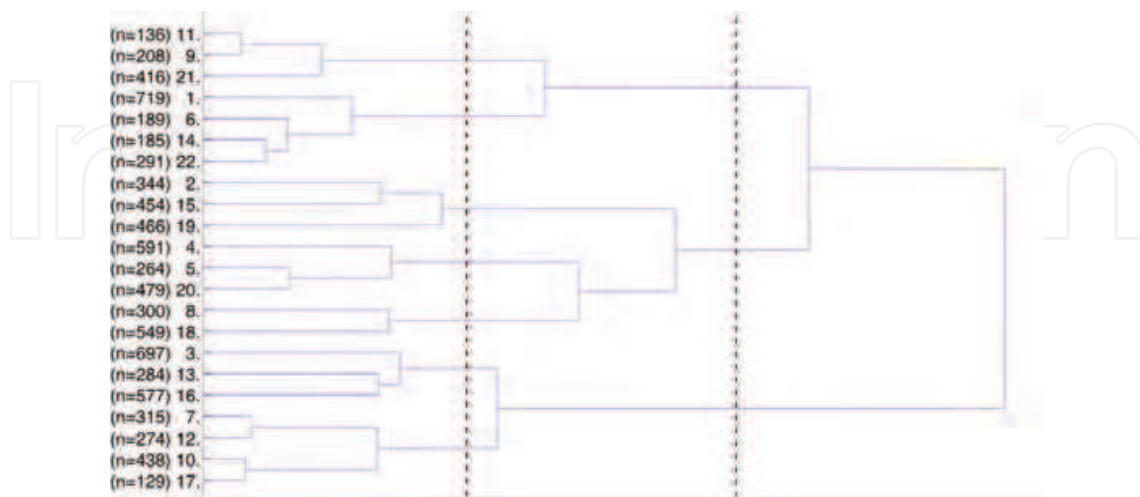 (n=136) 11.
(n=208) 9.
(n=416) 21.
(n=719) 1.
(n=189) 6.
(n=185) 14.
(n=291) 22.
(n=344) 2.
(n=454) 15.
(n=466) 19.
(n=591) 4.
(n=264) 5.
(n=479) 20.
(n=300) 8.
(n=549) 18.
(n=697) 3.
(n=284) 13.
(n=577) 16.
(n=315) 7.
(n=274) 12.
(n=438) 10.
(n=129) 17.